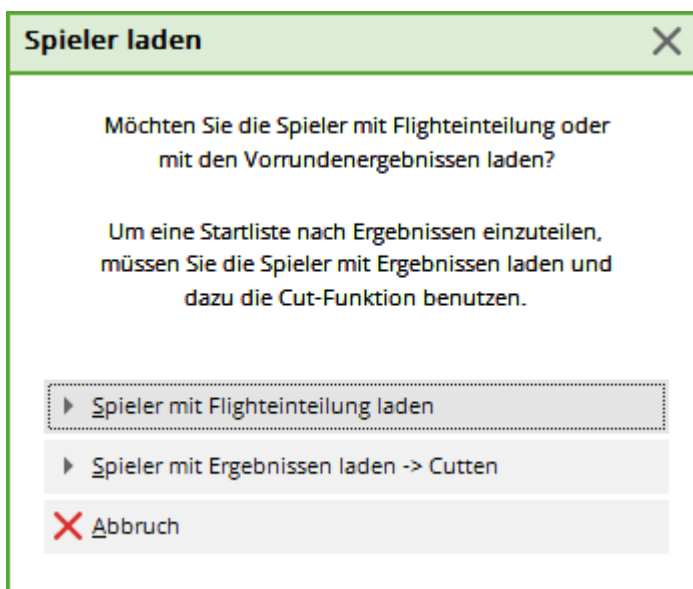 Spieler laden
Möchten Sie die Spieler mit Flighteinteilung oder
mit den Vorrundenergebnissen laden?
Um eine Startliste nach Ergebnissen einzuteilen,
müssen Sie die Spieler mit Ergebnissen laden und
dazu die Cut-Funktion benutzen.
Spieler mit Flighteinteilung laden
Spieler mit Ergebnissen laden -> Cutten
Abbruch